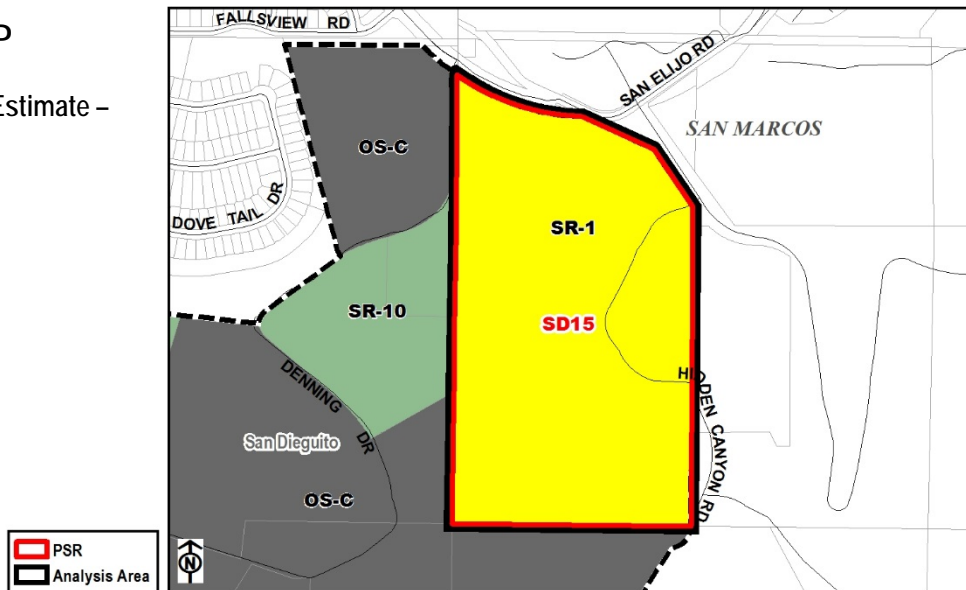 P
Estimate –
FALLSVIEW RD
SAN ELIJO RD
SAN MARCOS
OS-C
DOVE TAIL DR
SR-1
SR-10
SD15
HIDDEN CANYON RD
DENNING DR
San Dieguito
OS-C
PSR
Analysis Area
N